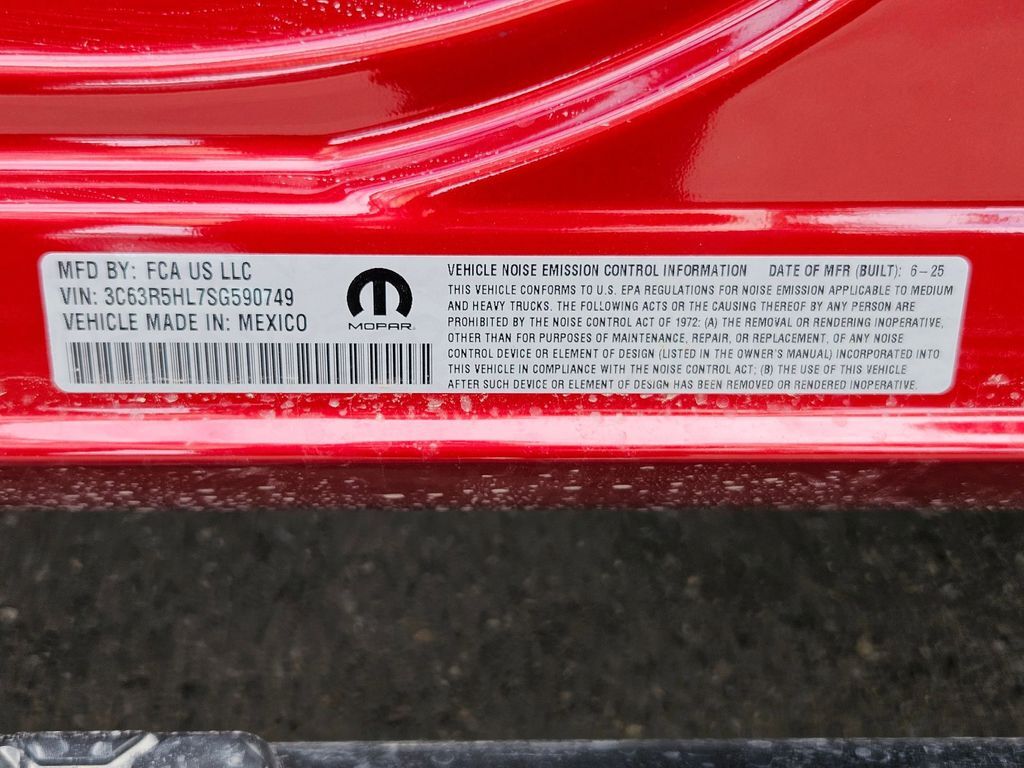 MFD BY: FCA US LLC
VIN: 3C63R5HL7SG590749
VEHICLE MADE IN: MEXICO
MOPAR
VEHICLE NOISE EMISSION CONTROL INFORMATION DATE OF MFR (BUILT): 6-25
THIS VEHICLE CONFORMS TO U.S. EPA REGULATIONS FOR NOISE EMISSION APPLICABLE TO MEDIUM
AND HEAVY TRUCKS. THE FOLLOWING ACTS OR THE CAUSING THEREOF BY ANY PERSON ARE
PROHIBITED BY THE NOISE CONTROL ACT OF 1972: (A) THE REMOVAL OR RENDERING INOPERATIVE,
OTHER THAN FOR PURPOSES OF MAINTENANCE, REPAIR, OR REPLACEMENT, OF ANY NOISE
CONTROL DEVICE OR ELEMENT OF DESIGN (LISTED IN THE OWNER'S MANUAL) INCORPORATED INTO
THIS VEHICLE IN COMPLIANCE WITH THE NOISE CONTROL ACT; (B) THE USE OF THIS VEHICLE
AFTER SUCH DEVICE OR ELEMENT OF DESIGN HAS BEEN REMOVED OR RENDERED INOPERATIVE.